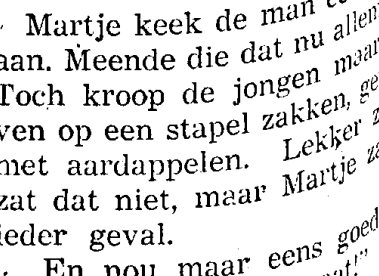 Martje keek de man
aan. Meende die dat nu allen
Toch kroop de jongen maar
ven op een stapel zakken, ge
met aardappelen. Lekker z
zat dat niet, maar Martje za
ieder geval.
En nou maar eens goed